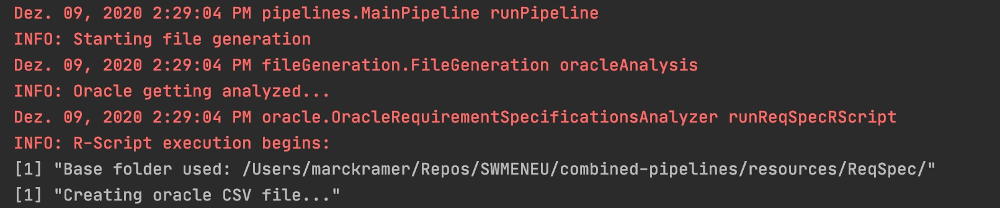 Dez. 09, 2020 2:29:04 PM pipelines.MainPipeline runPipeline
INFO: Starting file generation
Dez. 09, 2020 2:29:04 PM fileGeneration.FileGeneration oracleAnalysis
INFO: Oracle getting analyzed...
Dez. 09, 2020 2:29:04 PM oracle.OracleRequirementSpecificationsAnalyzer runReqSpecRScript
INFO: R-Script execution begins:
[1] "Base folder used: /Users/marckramer/Repos/SWMENEU/combined-pipelines/resources/ReqSpec/"
[1] "Creating oracle CSV file..."